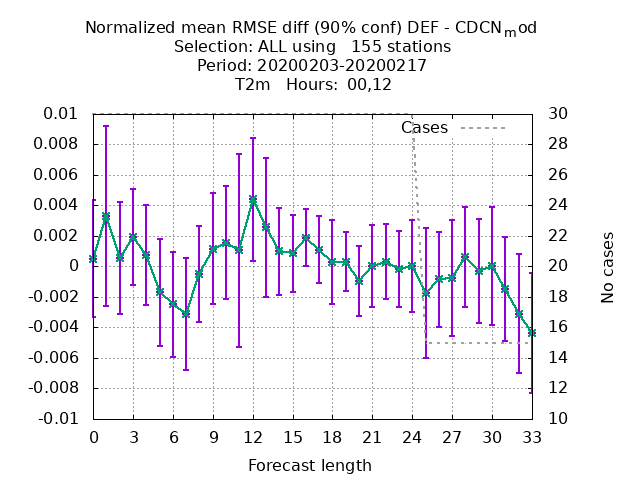 Normalized mean RMSE diff (90% conf) DEF - CDCNmod
Selection: ALL using   155 stations
Period: 20200203-20200217
T2m   Hours:  00,12
Cases
0.01
0.008
0.006
0.004
0.002
0
-0.002
-0.004
-0.006
-0.008
-0.01
30
28
26
24
22
20
18
16
14
12
10
No cases
0 3 6 9 12 15 18 21 24 27 30 33
Forecast length